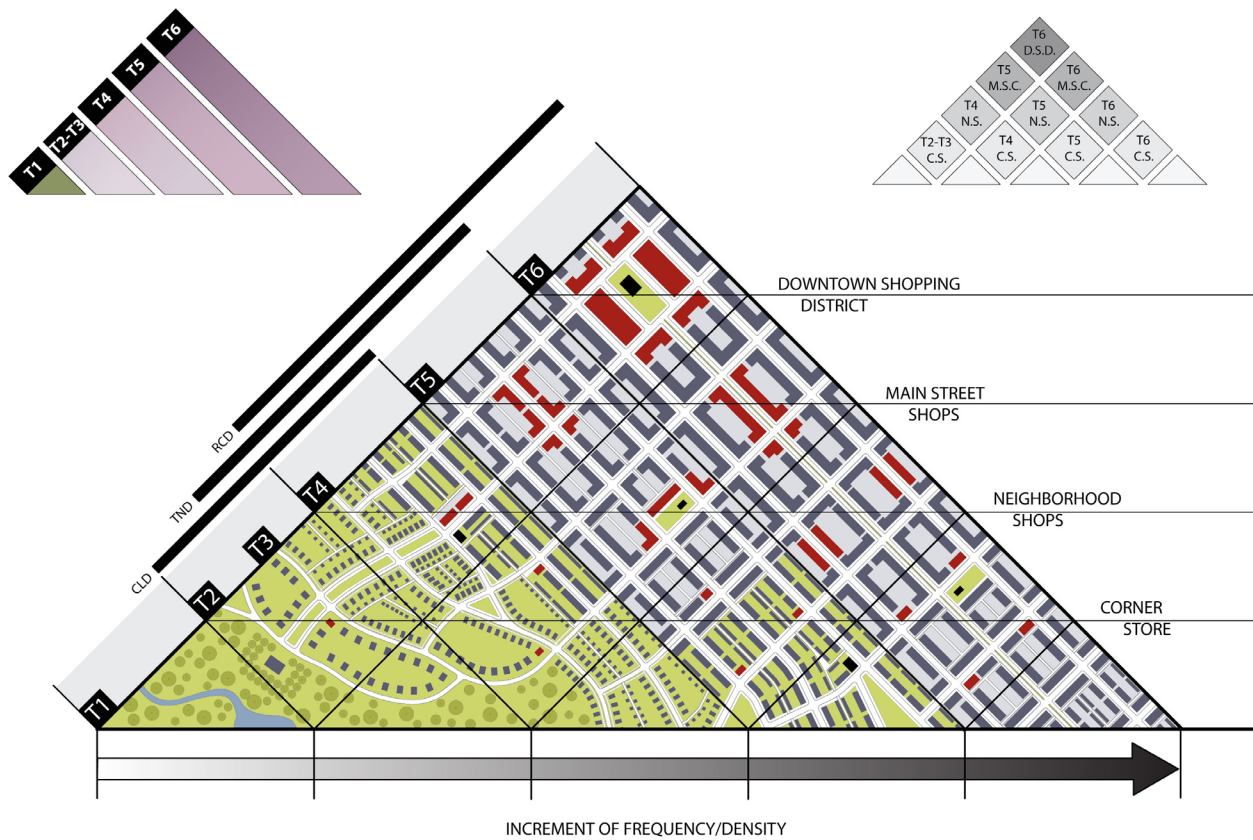 T6
T5
T4
T2-T3
T1
T6
D.S.D.
T5
M.S.C.
T6
M.S.C.
T4
N.S.
T5
N.S.
T6
N.S.
T2-T3
C.S.
T4
C.S.
T5
C.S.
T6
C.S.
T6
T5
T4
T3
T2
T1
RCD
TND
CLD
DOWNTOWN SHOPPING
DISTRICT
MAIN STREET
SHOPS
NEIGHBORHOOD
SHOPS
CORNER
STORE
INCREMENT OF FREQUENCY/DENSITY